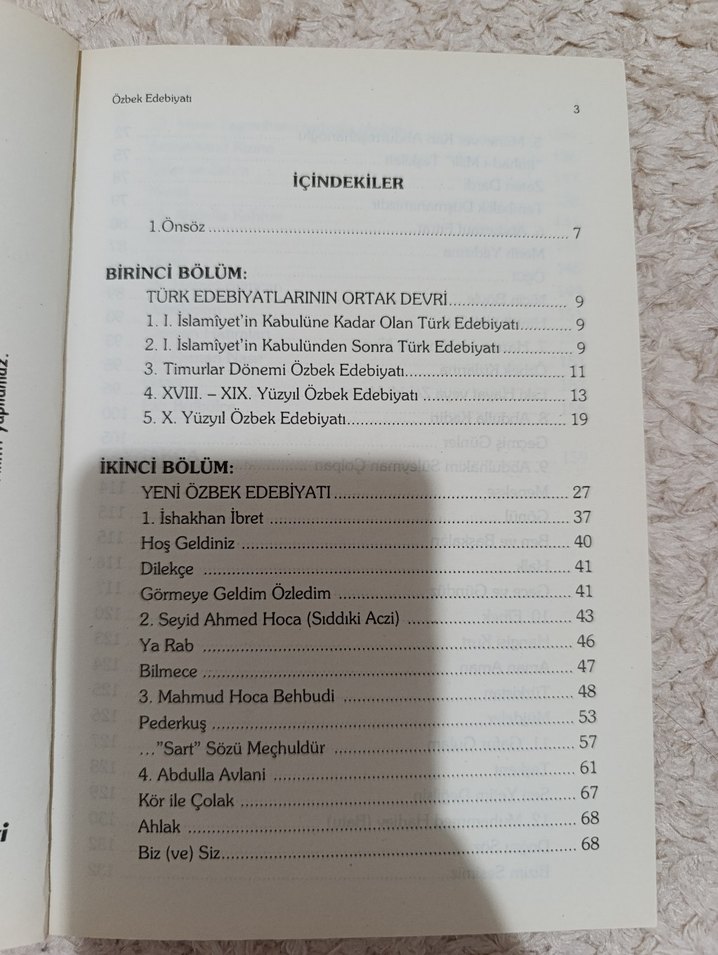 Özbek Edebiyatı
3
İÇİNDEKİLER
1.Önsöz ........ 7
BİRİNCİ BÖLÜM:
TÜRK EDEBİYATLARININ ORTAK DEVRİ ........ 9
1. I. İslamîyet'in Kabulüne Kadar Olan Türk Edebiyatı ........ 9
2. I. İslamîyet'in Kabulünden Sonra Türk Edebiyatı ........ 9
3. Timurlar Dönemi Özbek Edebiyatı ........ 11
4. XVIII. – XIX. Yüzyıl Özbek Edebiyatı ........ 13
5. X. Yüzyıl Özbek Edebiyatı ........ 19
İKİNCİ BÖLÜM:
YENİ ÖZBEK EDEBİYATI ........ 27
1. İshakhan İbret ........ 37
Hoş Geldiniz ........ 40
Dilekçe ........ 41
Görmeye Geldim Özledim ........ 41
2. Seyid Ahmed Hoca (Sıddıki Aczi) ........ 43
Ya Rab ........ 46
Bilmece ........ 47
3. Mahmud Hoca Behbudi ........ 48
Pederkuş ........ 53
..."Sart" Sözü Meçhuldür ........ 57
4. Abdulla Avlani ........ 61
Kör ile Çolak ........ 67
Ahlak ........ 68
Biz (ve) Siz ........ 68
yapılamaz.